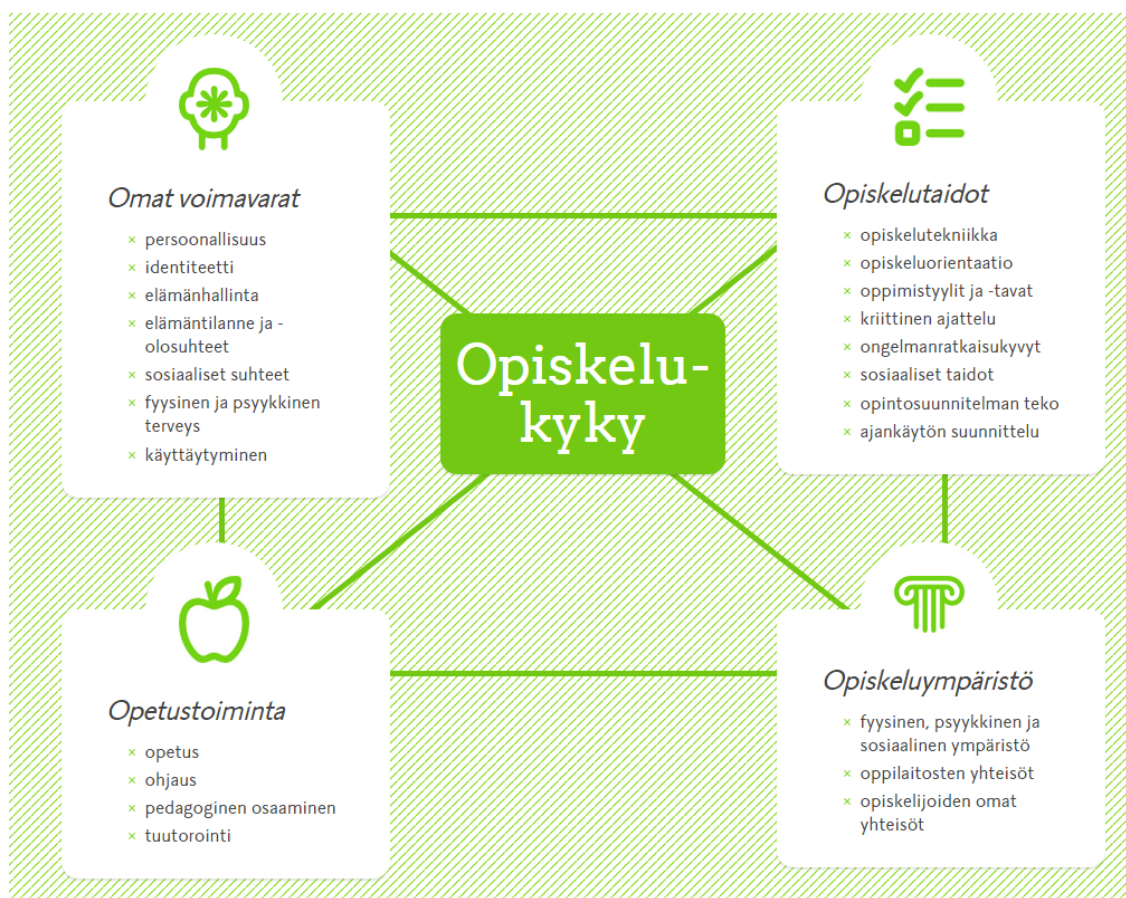 Omat voimavarat
× persoonallisuus
× identiteetti
× elämänhallinta
× elämäntilanne ja -
olosuhteet
× sosiaaliset suhteet
× fyysinen ja psyykkinen
terveys
× käyttäytyminen
Opiskelutaidot
× opiskelutekniikka
× opiskeluorientaatio
× oppimistyylit ja -tavat
× kriittinen ajattelu
× ongelmanratkaisukyvyt
× sosiaaliset taidot
× opintosuunnitelman teko
× ajankäytön suunnittelu
Opiskelu-
kyky
Opetustoiminta
× opetus
× ohjaus
× pedagoginen osaaminen
× tuutorointi
Opiskeluympäristö
× fyysinen, psyykkinen ja
sosiaalinen ympäristö
× oppilaitosten yhteisöt
× opiskelijoiden omat
yhteisöt